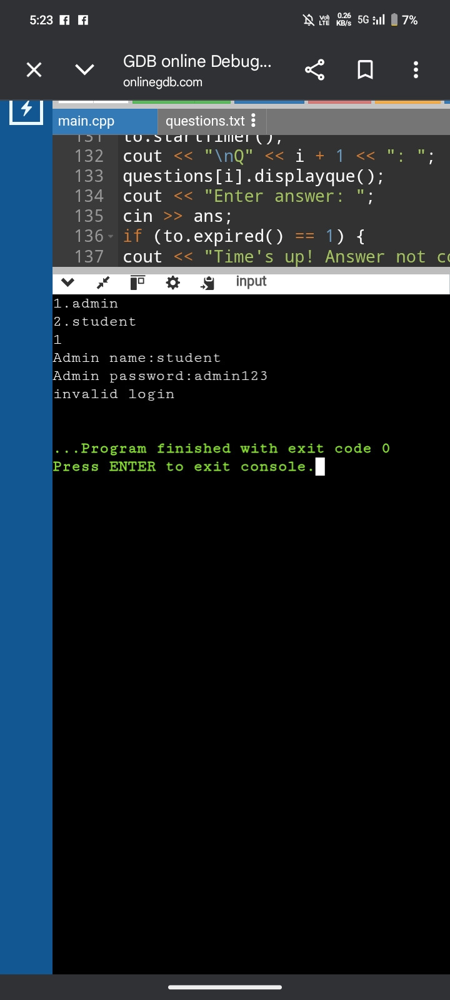 5:23 Vo) LTE 0.26 KB/s 5G 7%
GDB online Debug...
onlinegdb.com
main.cpp questions.txt
131 to.startTimer();
132 cout << "\nQ" << i + 1 << ": ";
133 questions[i].displayque();
134 cout << "Enter answer: ";
135 cin >> ans;
136 if (to.expired() == 1) {
137 cout << "Time's up! Answer not co
input
1.admin
2.student
1
Admin name:student
Admin password:admin123
invalid login
...Program finished with exit code 0
Press ENTER to exit console.